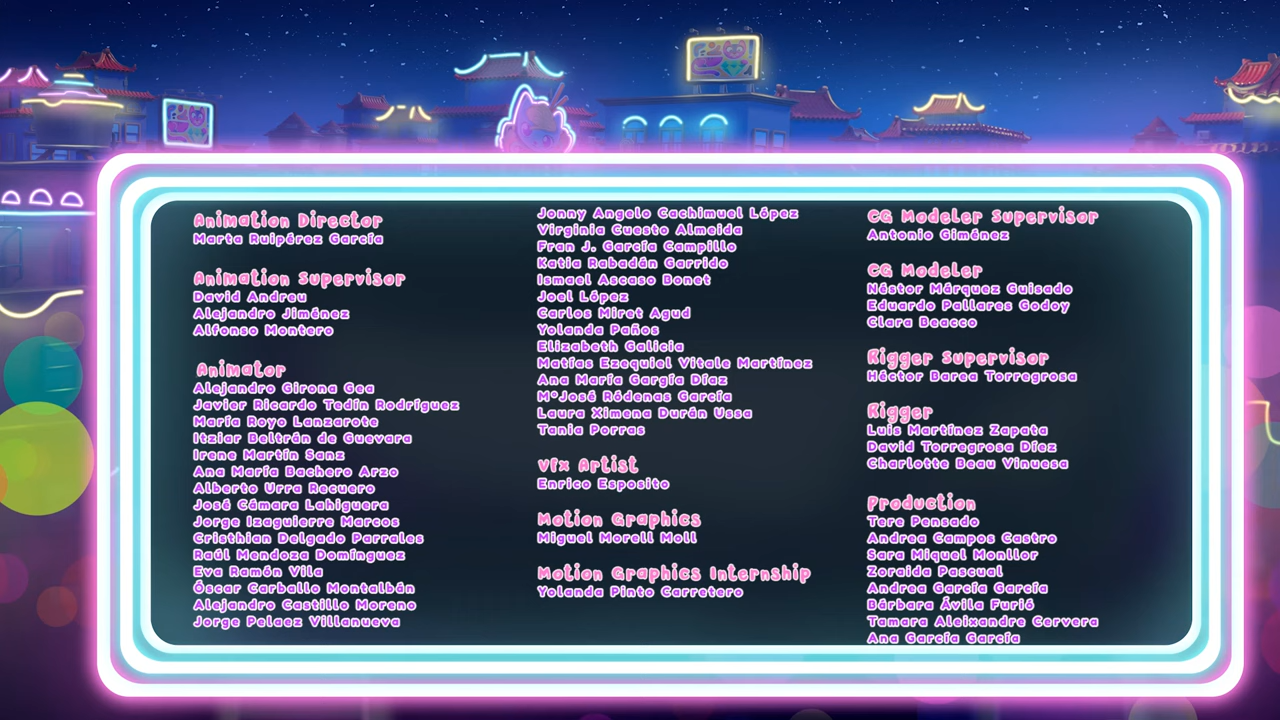 Animation Director
Marta Ruipérez García
Animation Supervisor
David Andreu
Alejandro Jiménez
Alfonso Montero
Animator
Alejandro Girona Gea
Javier Ricardo Tedín Rodríguez
María Royo Lanzarote
Itziar Beltrán de Guevara
Irene Martín Sanz
Ana María Bachero Arzo
Alberto Urra Recuero
José Cámara Lahiguera
Jorge Izaguierre Marcos
Cristhian Delgado Parrales
Raúl Mendoza Domínguez
Eva Ramón Vila
Óscar Carballo Montalbán
Alejandro Castillo Moreno
Jorge Pelaez Villanueva
Jonny Angelo Cachimuel López
Virginia Cuesto Almeida
Fran J. García Campillo
Katia Rabadán Garrido
Ismael Ascaso Bonet
Joel López
Carlos Miret Agud
Yolanda Paños
Elizabeth Galicia
Matías Ezequiel Vitale Martínez
Ana María Gargía Díaz
MªJosé Ródenas García
Laura Ximena Durán Ussa
Tania Porras
Vfx Artist
Enrico Esposito
Motion Graphics
Miguel Morell Moll
Motion Graphics Internship
Yolanda Pinto Carretero
CG Modeler Supervisor
Antonio Giménez
CG Modeler
Néstor Márquez Guisado
Eduardo Pallares Godoy
Clara Beacco
Rigger Supervisor
Héctor Barea Torregrosa
Rigger
Luis Martínez Zapata
David Torregrosa Díez
Charlotte Beau Vinuesa
Production
Tere Pensado
Andrea Campos Castro
Sara Miquel Monllor
Zoraida Pascual
Andrea García García
Bárbara Ávila Furió
Tamara Aleixandre Cervera
Ana García García